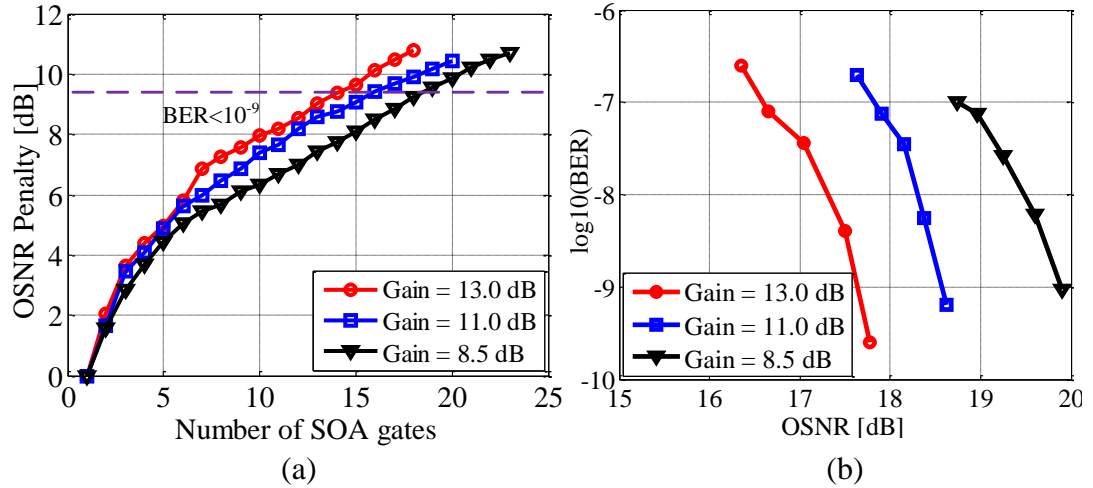 12
10
8
6
4
2
0
OSNR Penalty [dB]
BER<10-9
Gain = 13.0 dB
Gain = 11.0 dB
Gain = 8.5 dB
0 5 10 15 20 25
Number of SOA gates
(a)
-6
-7
-8
-9
-10
log10(BER)
Gain = 13.0 dB
Gain = 11.0 dB
Gain = 8.5 dB
15 16 17 18 19 20
OSNR [dB]
(b)